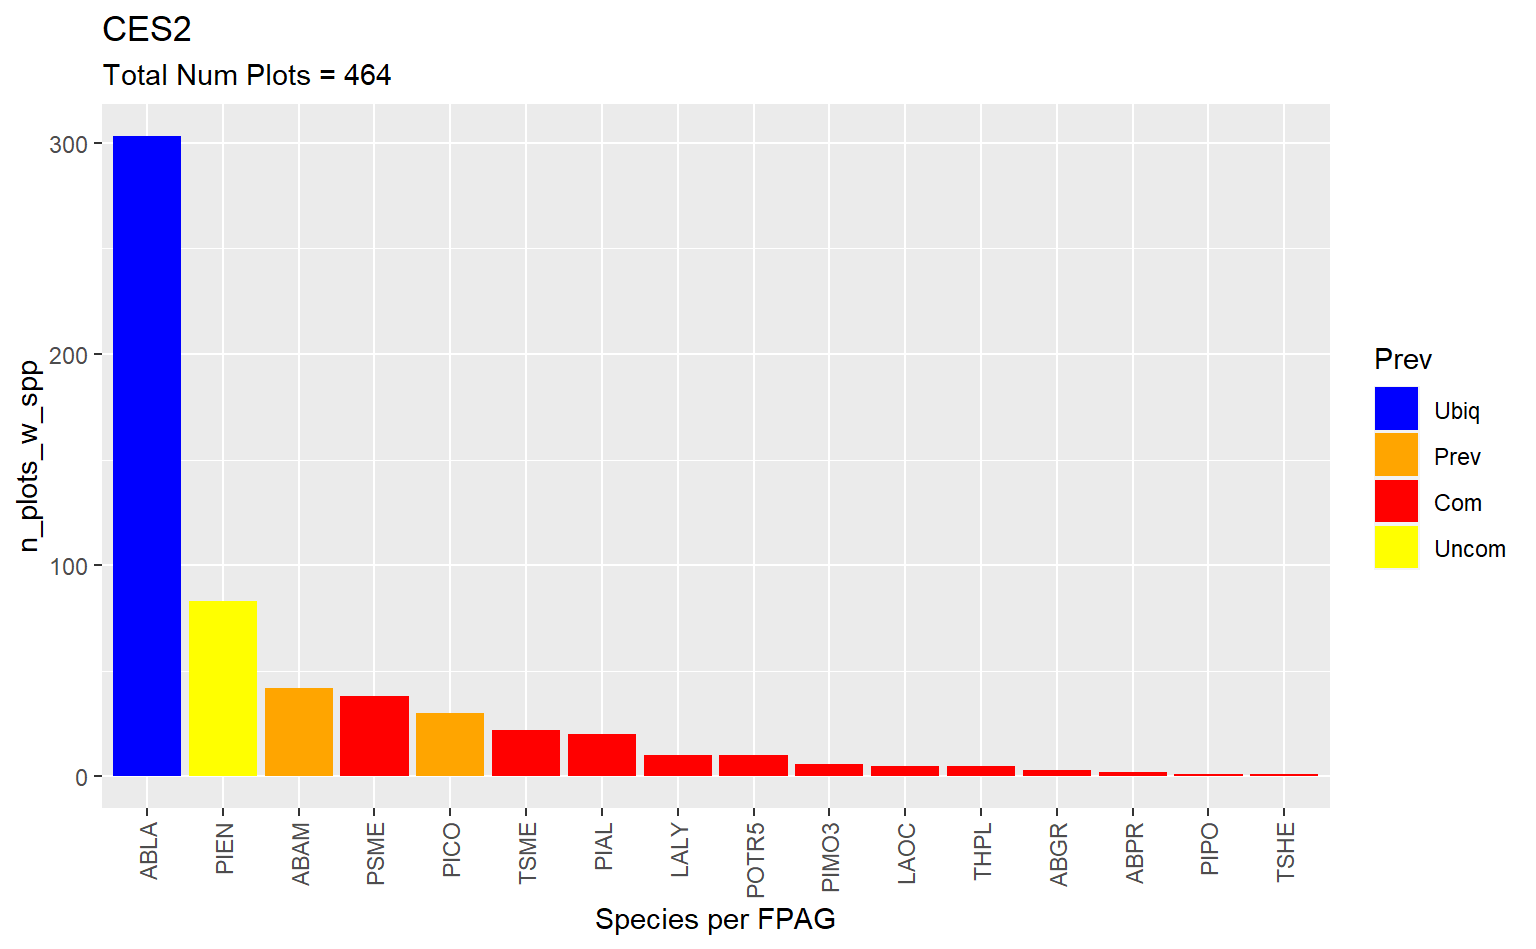 CES2
Total Num Plots = 464
n_plots_w_spp
300
200
100
0
ABLA
PIEN
ABAM
PSME
PICO
TSME
PIAL
LALY
POTR5
PIMO3
LAOC
THPL
ABGR
ABPR
PIPO
TSHE
Species per FPAG
Prev
Ubiq
Prev
Com
Uncom